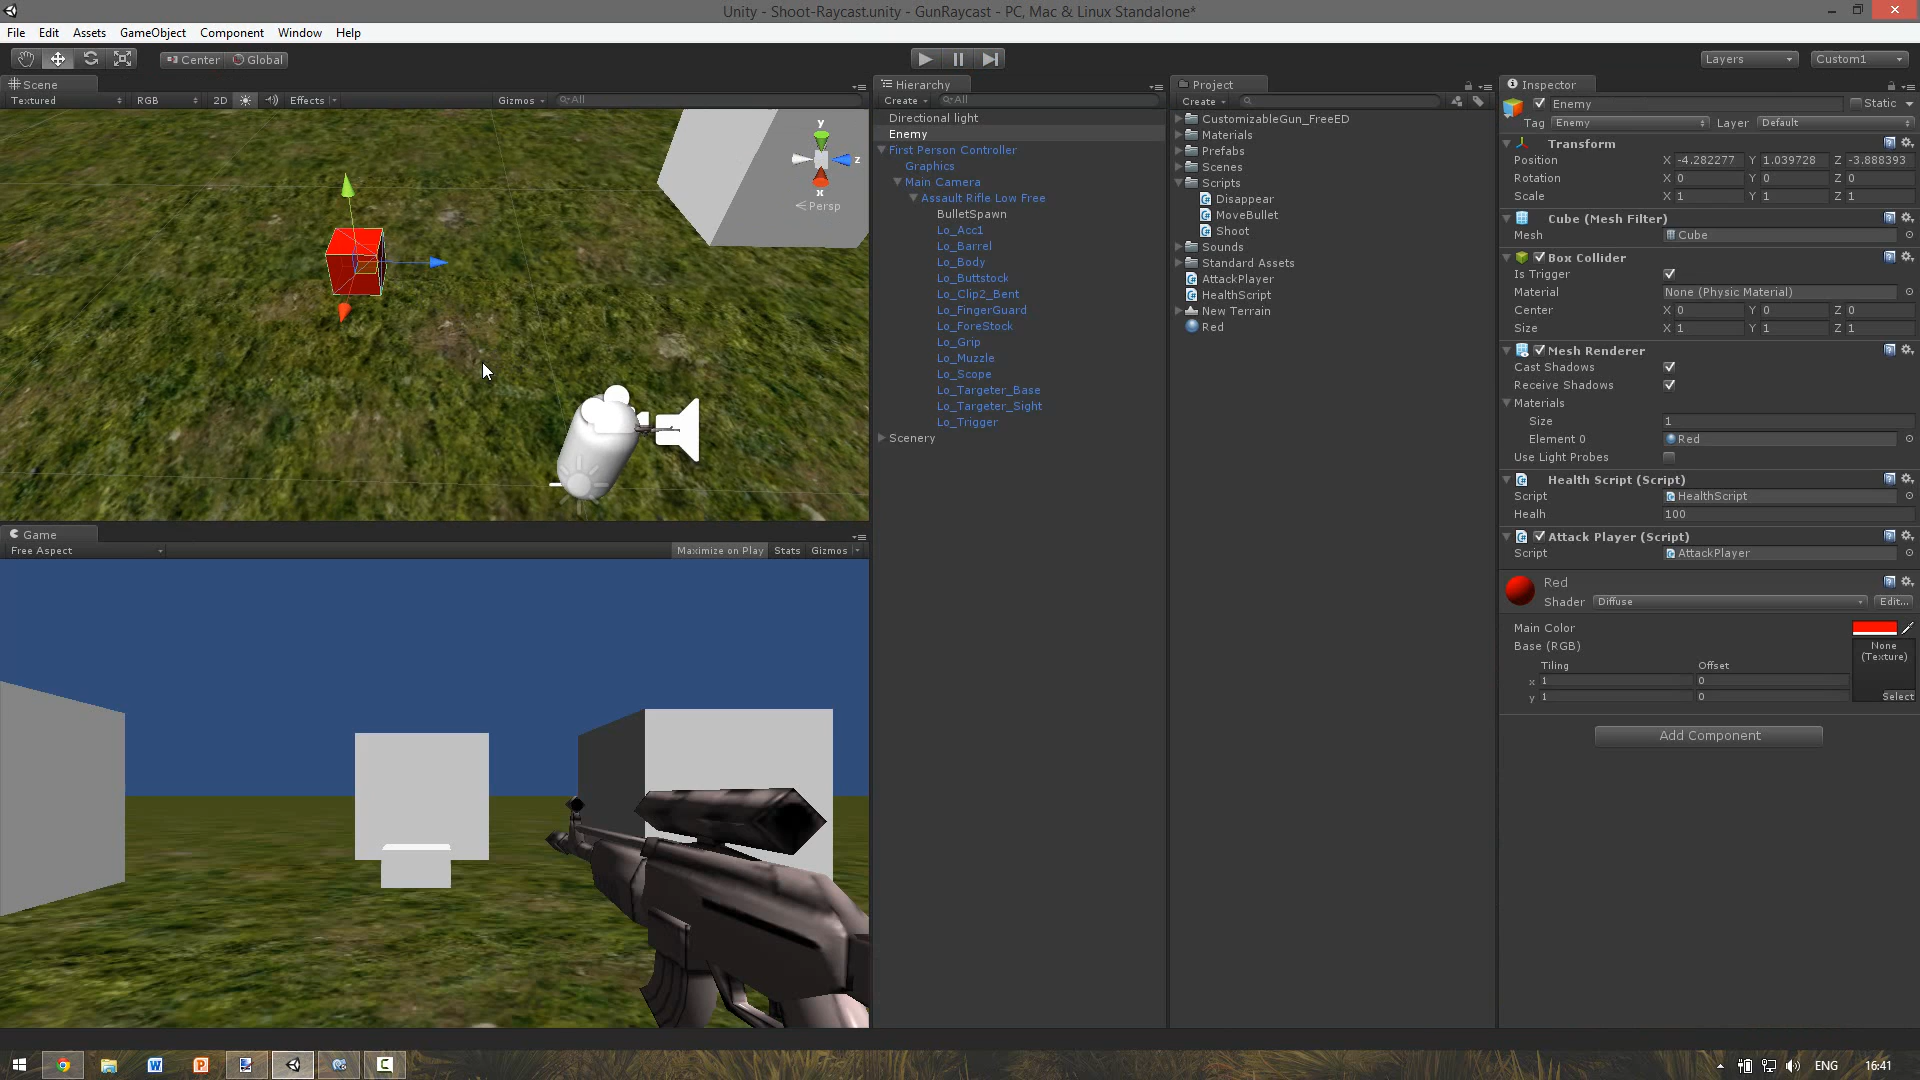 Unity - Shoot-Raycast.unity - GunRaycast - PC, Mac & Linux Standalone*
File Edit Assets GameObject Component Window Help
Center Global
Layers Custom1
Scene
Textured RGB 2D Effects Gizmos All
y
z
x
Persp
Game
Free Aspect Maximize on Play Stats Gizmos
Hierarchy
Create All
Directional light
Enemy
First Person Controller
Graphics
Main Camera
Assault Rifle Low Free
BulletSpawn
Lo_Acc1
Lo_Barrel
Lo_Body
Lo_Buttstock
Lo_Clip2_Bent
Lo_FingerGuard
Lo_ForeStock
Lo_Grip
Lo_Muzzle
Lo_Scope
Lo_Targeter_Base
Lo_Targeter_Sight
Lo_Trigger
Scenery
Project
Create
CustomizableGun_FreeED
Materials
Prefabs
Scenes
Scripts
Disappear
MoveBullet
Shoot
Sounds
Standard Assets
AttackPlayer
HealthScript
New Terrain
Red
Inspector
Enemy Static
Tag Enemy Layer Default
Transform
Position X -4.282277 Y 1.039728 Z -3.888393
Rotation X 0 Y 0 Z 0
Scale X 1 Y 1 Z 1
Cube (Mesh Filter)
Mesh Cube
Box Collider
Is Trigger
Material None (Physic Material)
Center X 0 Y 0 Z 0
Size X 1 Y 1 Z 1
Mesh Renderer
Cast Shadows
Receive Shadows
Materials
Size 1
Element 0 Red
Use Light Probes
Health Script (Script)
Script HealthScript
Healh 100
Attack Player (Script)
Script AttackPlayer
Red
Shader Diffuse Edit...
Main Color
Base (RGB) None
(Texture)
Tiling Offset
x 1 0
y 1 0
Select
Add Component
ENG 16:41